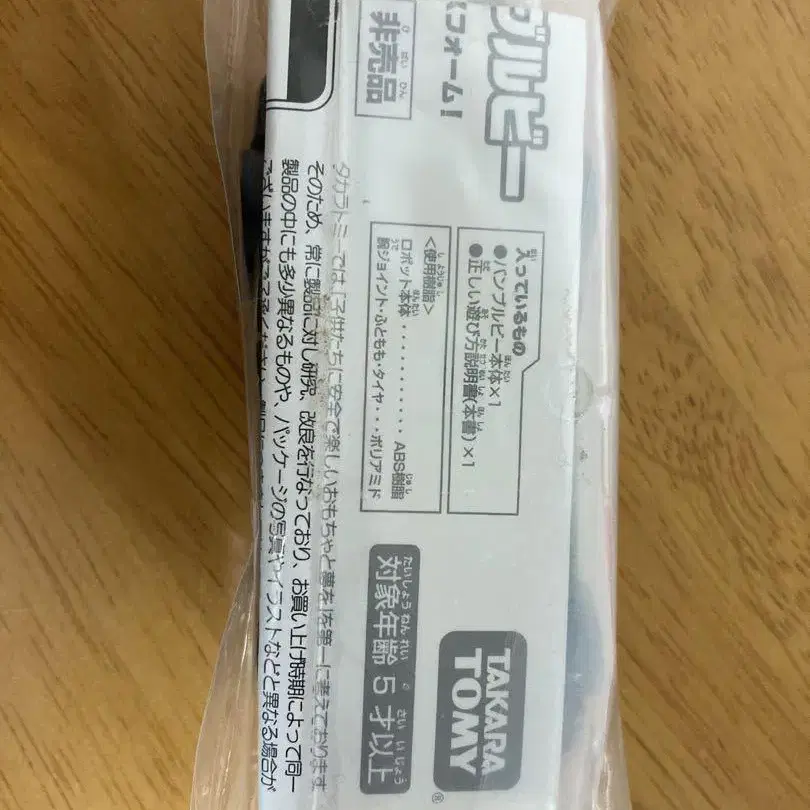 ブルビー
フォーム！
非売品
入っているもの
●バンブルビー本体×1
●正しい遊び方説明書(本書)×1
<使用樹脂>
ロボット本体・・・・・・・・・・・ABS樹脂
腕ジョイント・ふともも・タイヤ・・・ポリアミド
対象年齢 5才以上
TAKARA
TOMY
®
タカラトミーでは「子供たちに安全で楽しいおもちゃと夢を」を第一に考えております
そのため、常に製品に対し研究、改良を行なっており、お買い上げ時期によって同一
製品の中にも多少異なるものや、パッケージの写真やイラストなどと異なる場合が